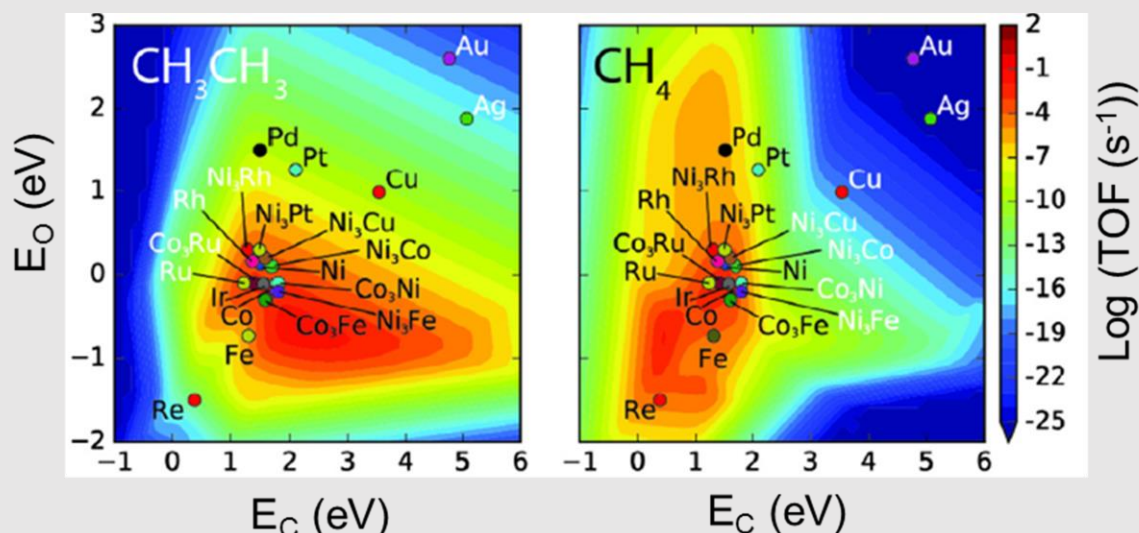 CH₃CH₃
E_O (eV)
3
2
1
0
−1
−2
Au
Ag
Pd
Pt
Cu
Ni₃Rh
Rh
Ni₃Pt
Ni₃Cu
Co₃Ru
Ni₃Co
Ru
Ni
Ir
Co₃Ni
Co
Ni₃Fe
Co₃Fe
Fe
Re
−1 0 1 2 3 4 5 6
E_C (eV)
CH₄
Au
Ag
Pd
Pt
Cu
Ni₃Rh
Rh
Ni₃Pt
Ni₃Cu
Co₃Ru
Ni₃Co
Ru
Ni
Ir
Co₃Ni
Co
Co₃Fe
Ni₃Fe
Fe
Re
−1 0 1 2 3 4 5 6
E_C (eV)
2
-1
-4
-7
-10
-13
-16
-19
-22
-25
Log (TOF (s⁻¹))